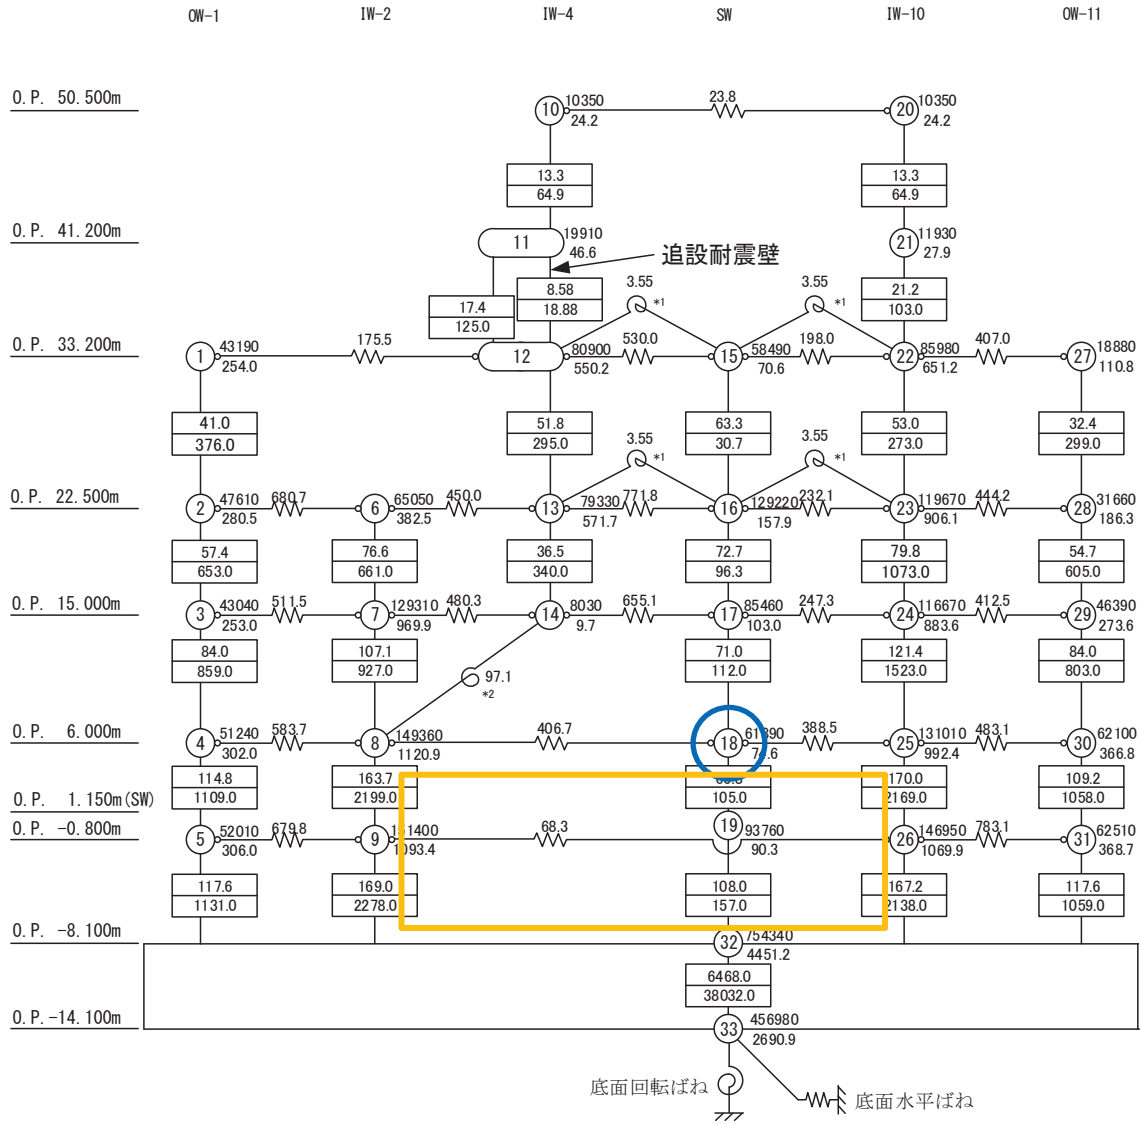 OW-1 IW-2 IW-4 SW IW-10 OW-11
O.P. 50.500m 10 10350 23.8 20 10350
24.2 24.2
13.3 13.3
64.9 64.9
O.P. 41.200m 11 19910 21 11930
46.6 27.9
追設耐震壁
8.58 3.55 3.55 21.2
17.4 18.88 *1 *1 103.0
125.0
O.P. 33.200m 1 43190 175.5 12 80900 530.0 15 58490 198.0 22 85980 407.0 27 18880
254.0 550.2 70.6 651.2 110.8
41.0 51.8 63.3 53.0 32.4
376.0 295.0 30.7 273.0 299.0
3.55 3.55
*1 *1
O.P. 22.500m 2 47610 680.7 6 65050 450.0 13 79330 771.8 16 129220 232.1 23 119670 444.2 28 31660
280.5 382.5 571.7 157.9 906.1 186.3
57.4 76.6 36.5 72.7 79.8 54.7
653.0 661.0 340.0 96.3 1073.0 605.0
O.P. 15.000m 3 43040 511.5 7 129310 480.3 14 8030 655.1 17 85460 247.3 24 116670 412.5 29 46390
253.0 969.9 9.7 103.0 883.6 273.6
84.0 107.1 71.0 121.4 84.0
859.0 927.0 112.0 1523.0 803.0
97.1
*2
O.P. 6.000m 4 51240 583.7 8 149360 406.7 18 388.5 25 131010 483.1 30 62100
302.0 1120.9 992.4 366.8
114.8 163.7 170.0 109.2
1109.0 2199.0 105.0 2169.0 1058.0
O.P. 1.150m(SW)
O.P. -0.800m 5 52010 679.8 9 68.3 19 93760 26 146950 783.1 31 62510
306.0 1093.4 90.3 1069.9 368.7
117.6 169.0 108.0 167.2 117.6
1131.0 2278.0 157.0 2138.0 1059.0
O.P. -8.100m 32 754340
4451.2
6468.0
38032.0
O.P.-14.100m 33 456980
2690.9
底面回転ばね 底面水平ばね